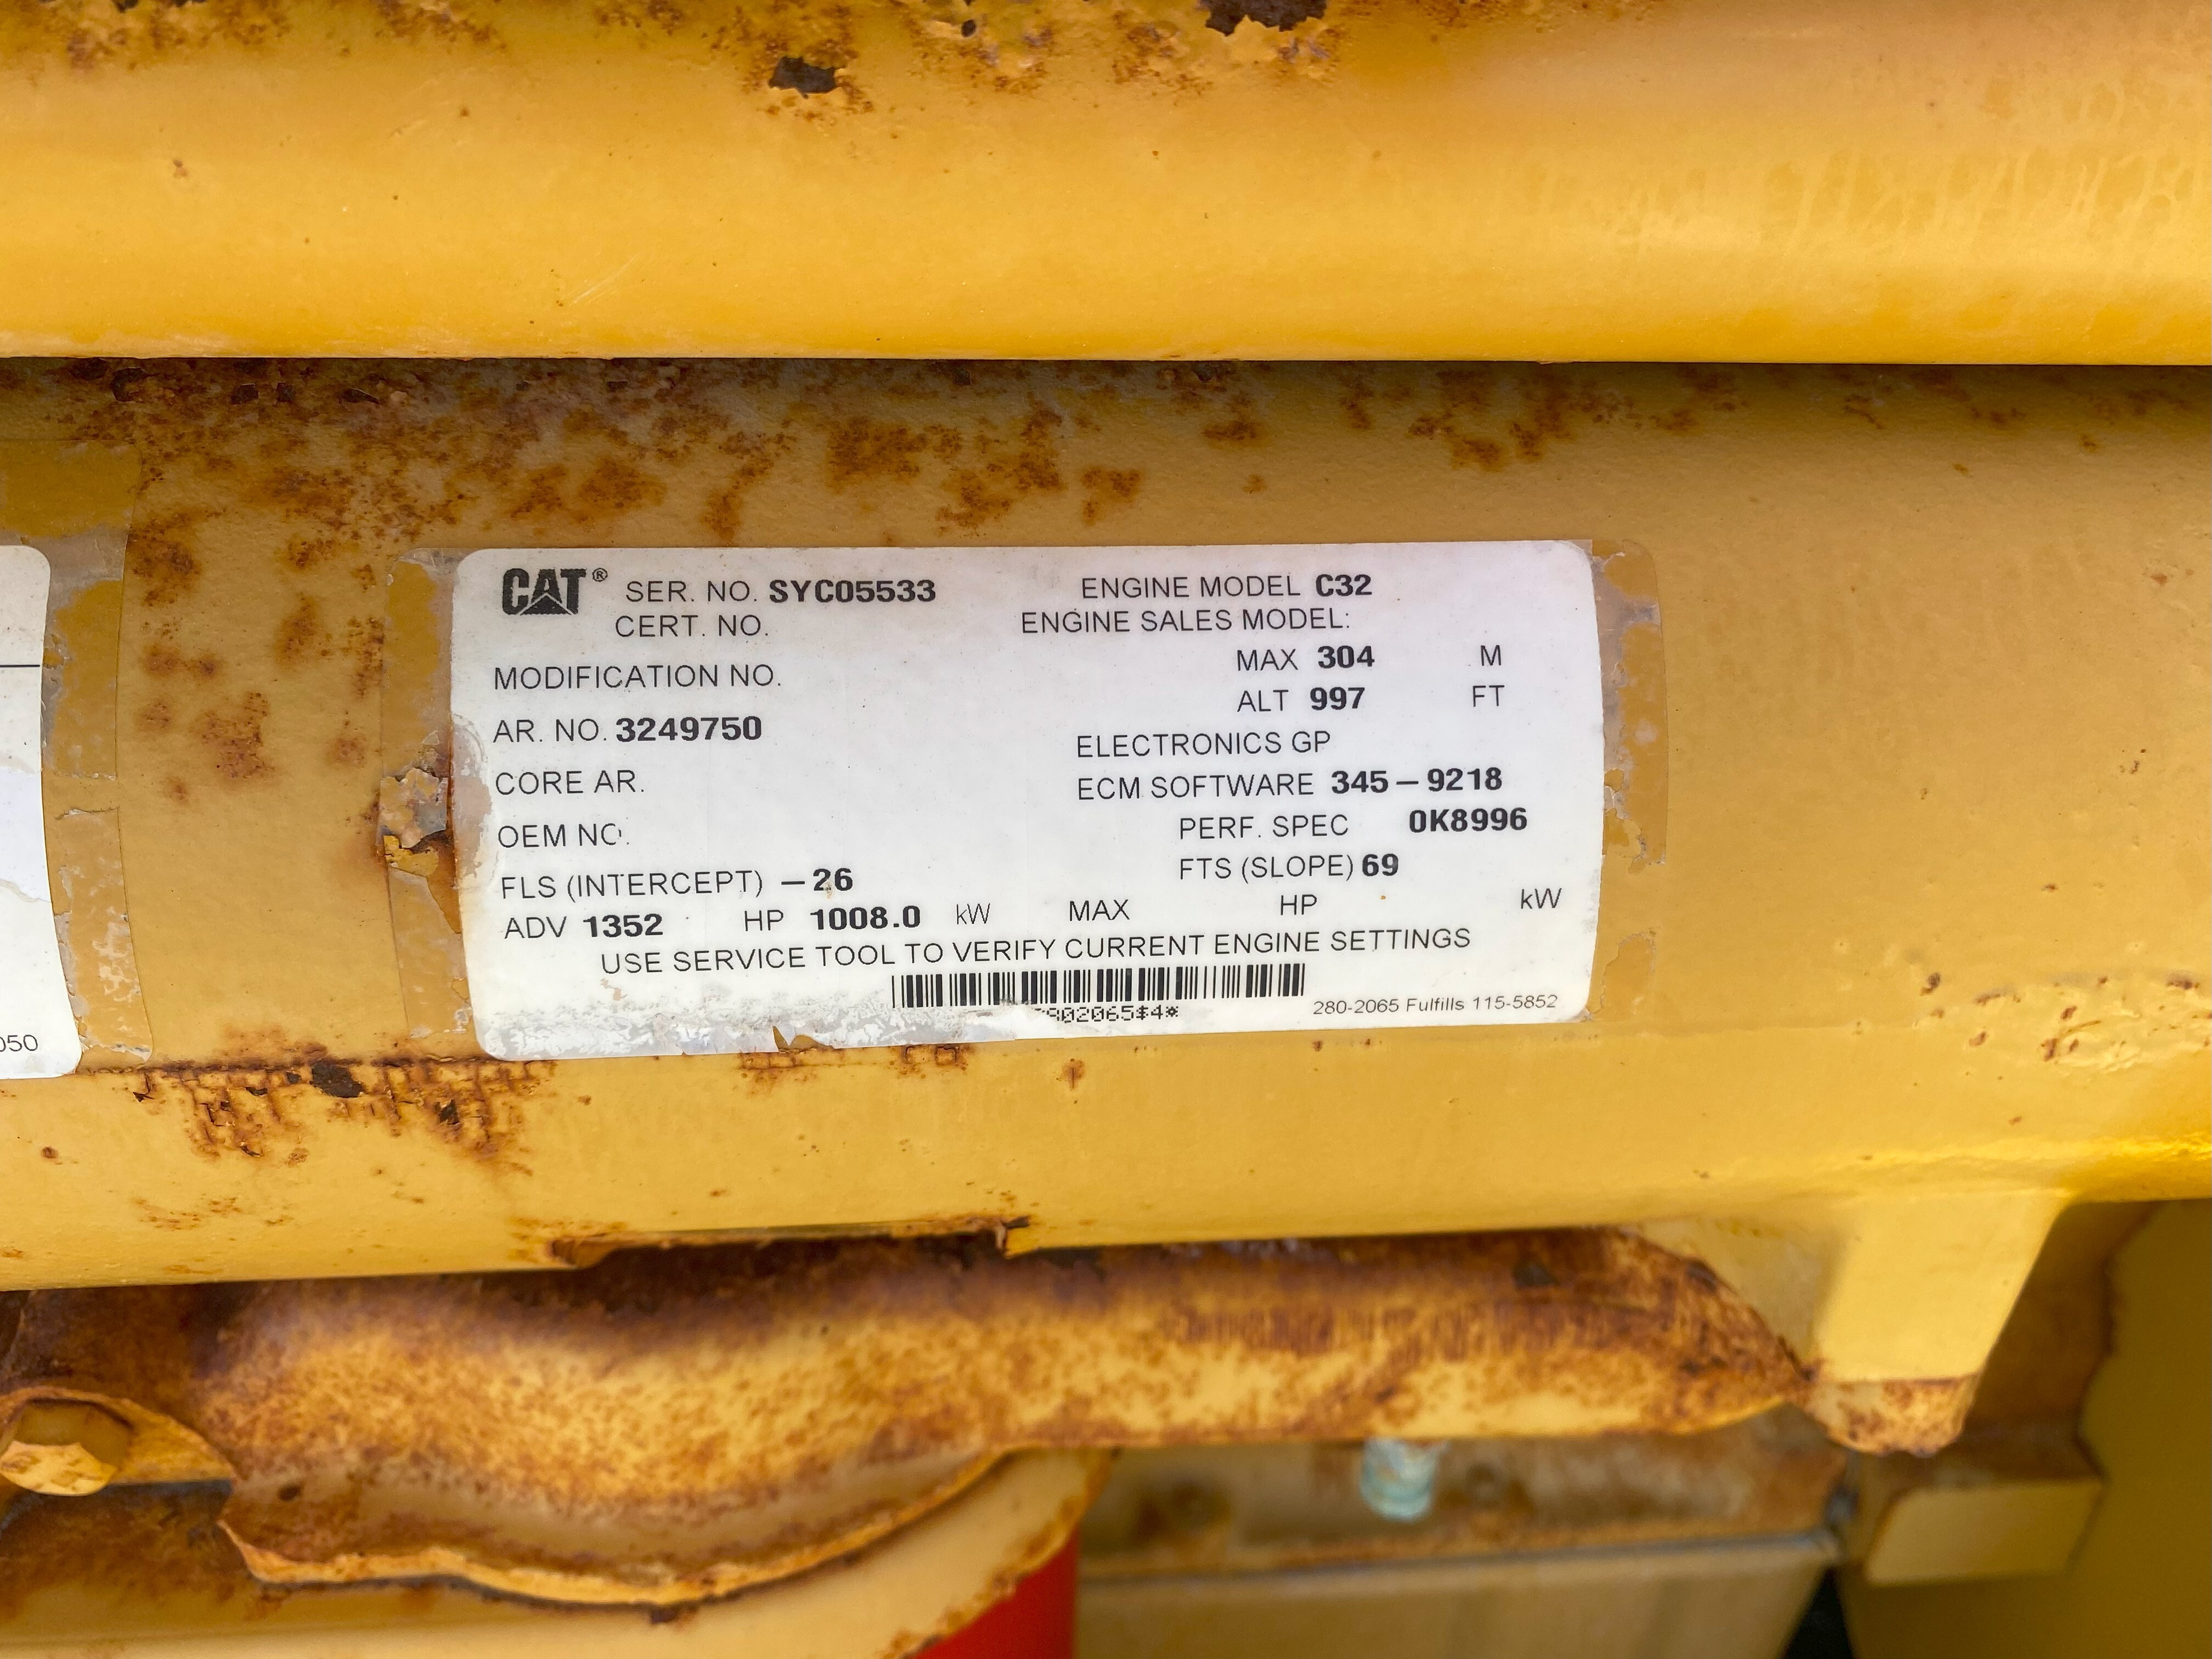 CAT® SER. NO. SYC05533 ENGINE MODEL C32
CERT. NO. ENGINE SALES MODEL:
MAX 304 M
MODIFICATION NO.
ALT 997 FT
AR. NO. 3249750
ELECTRONICS GP
CORE AR.
ECM SOFTWARE 345-9218
OEM NO.
PERF. SPEC 0K8996
FLS (INTERCEPT) -26 FTS (SLOPE) 69
ADV 1352 HP 1008.0 kW MAX HP kW
USE SERVICE TOOL TO VERIFY CURRENT ENGINE SETTINGS
902065$4*
280-2065 Fulfills 115-5852
050